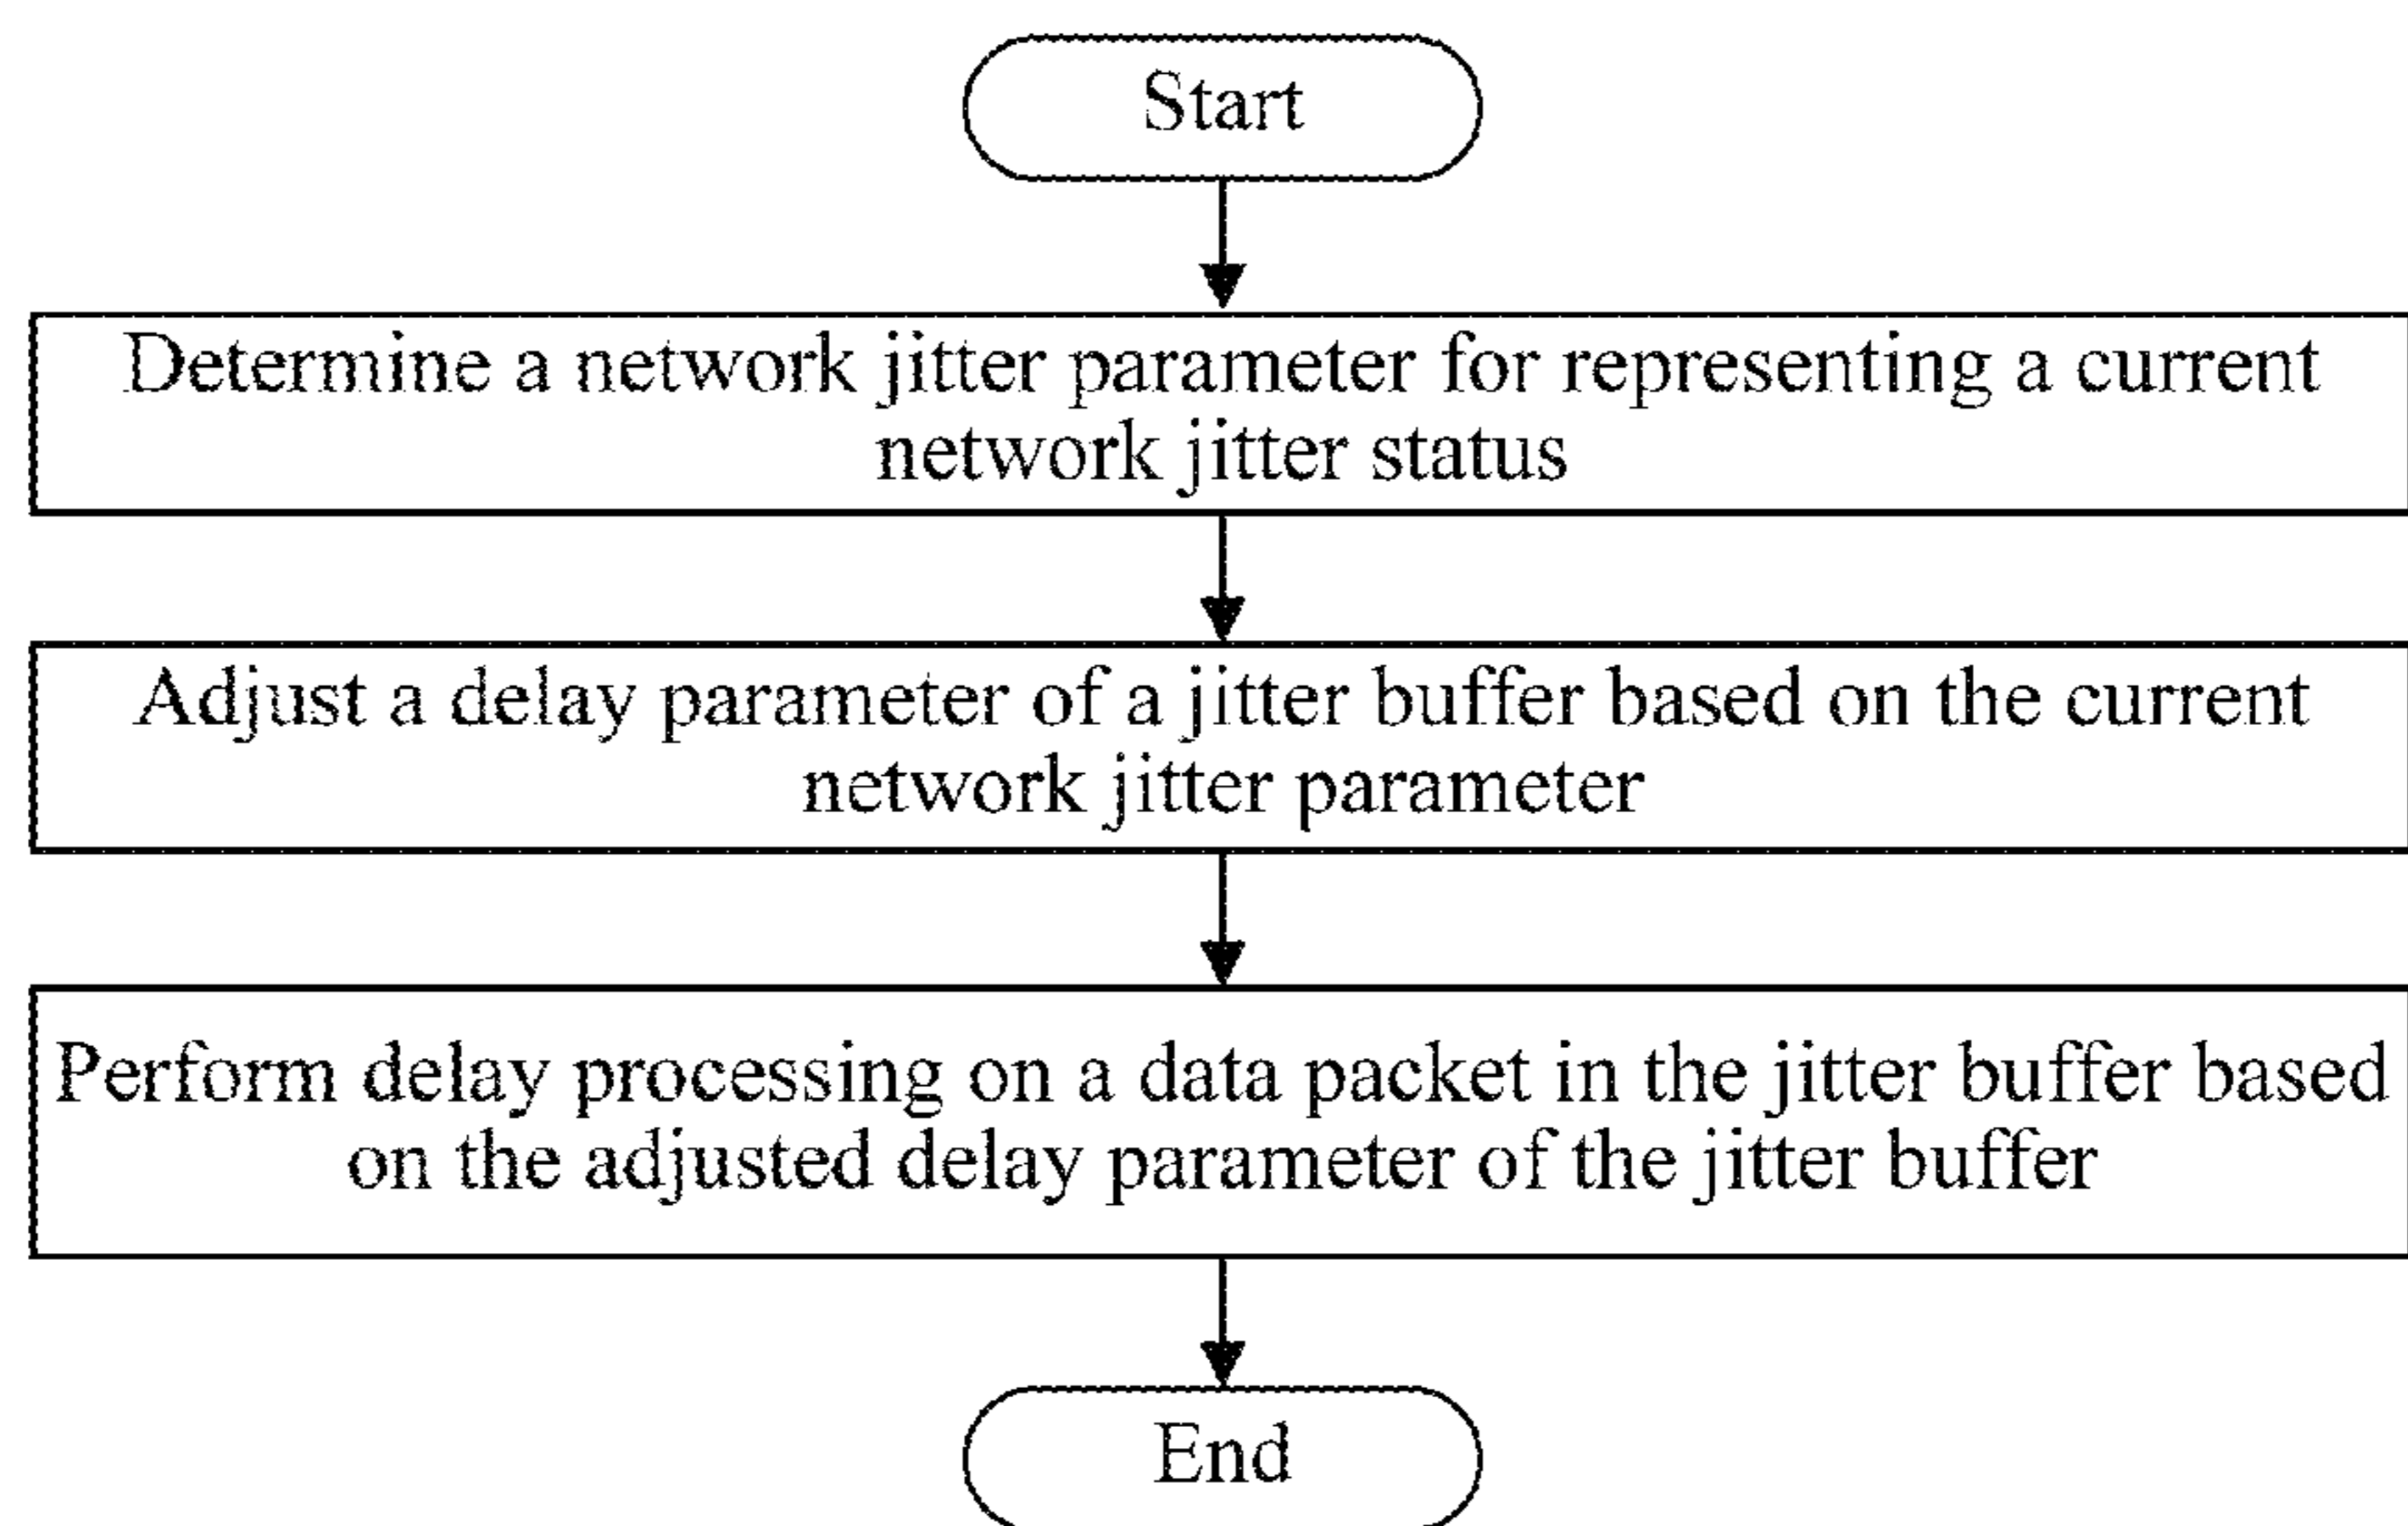 Start
Determine a network jitter parameter for representing a current
network jitter status
Adjust a delay parameter of a jitter buffer based on the current
network jitter parameter
Perform delay processing on a data packet in the jitter buffer based
on the adjusted delay parameter of the jitter buffer
End